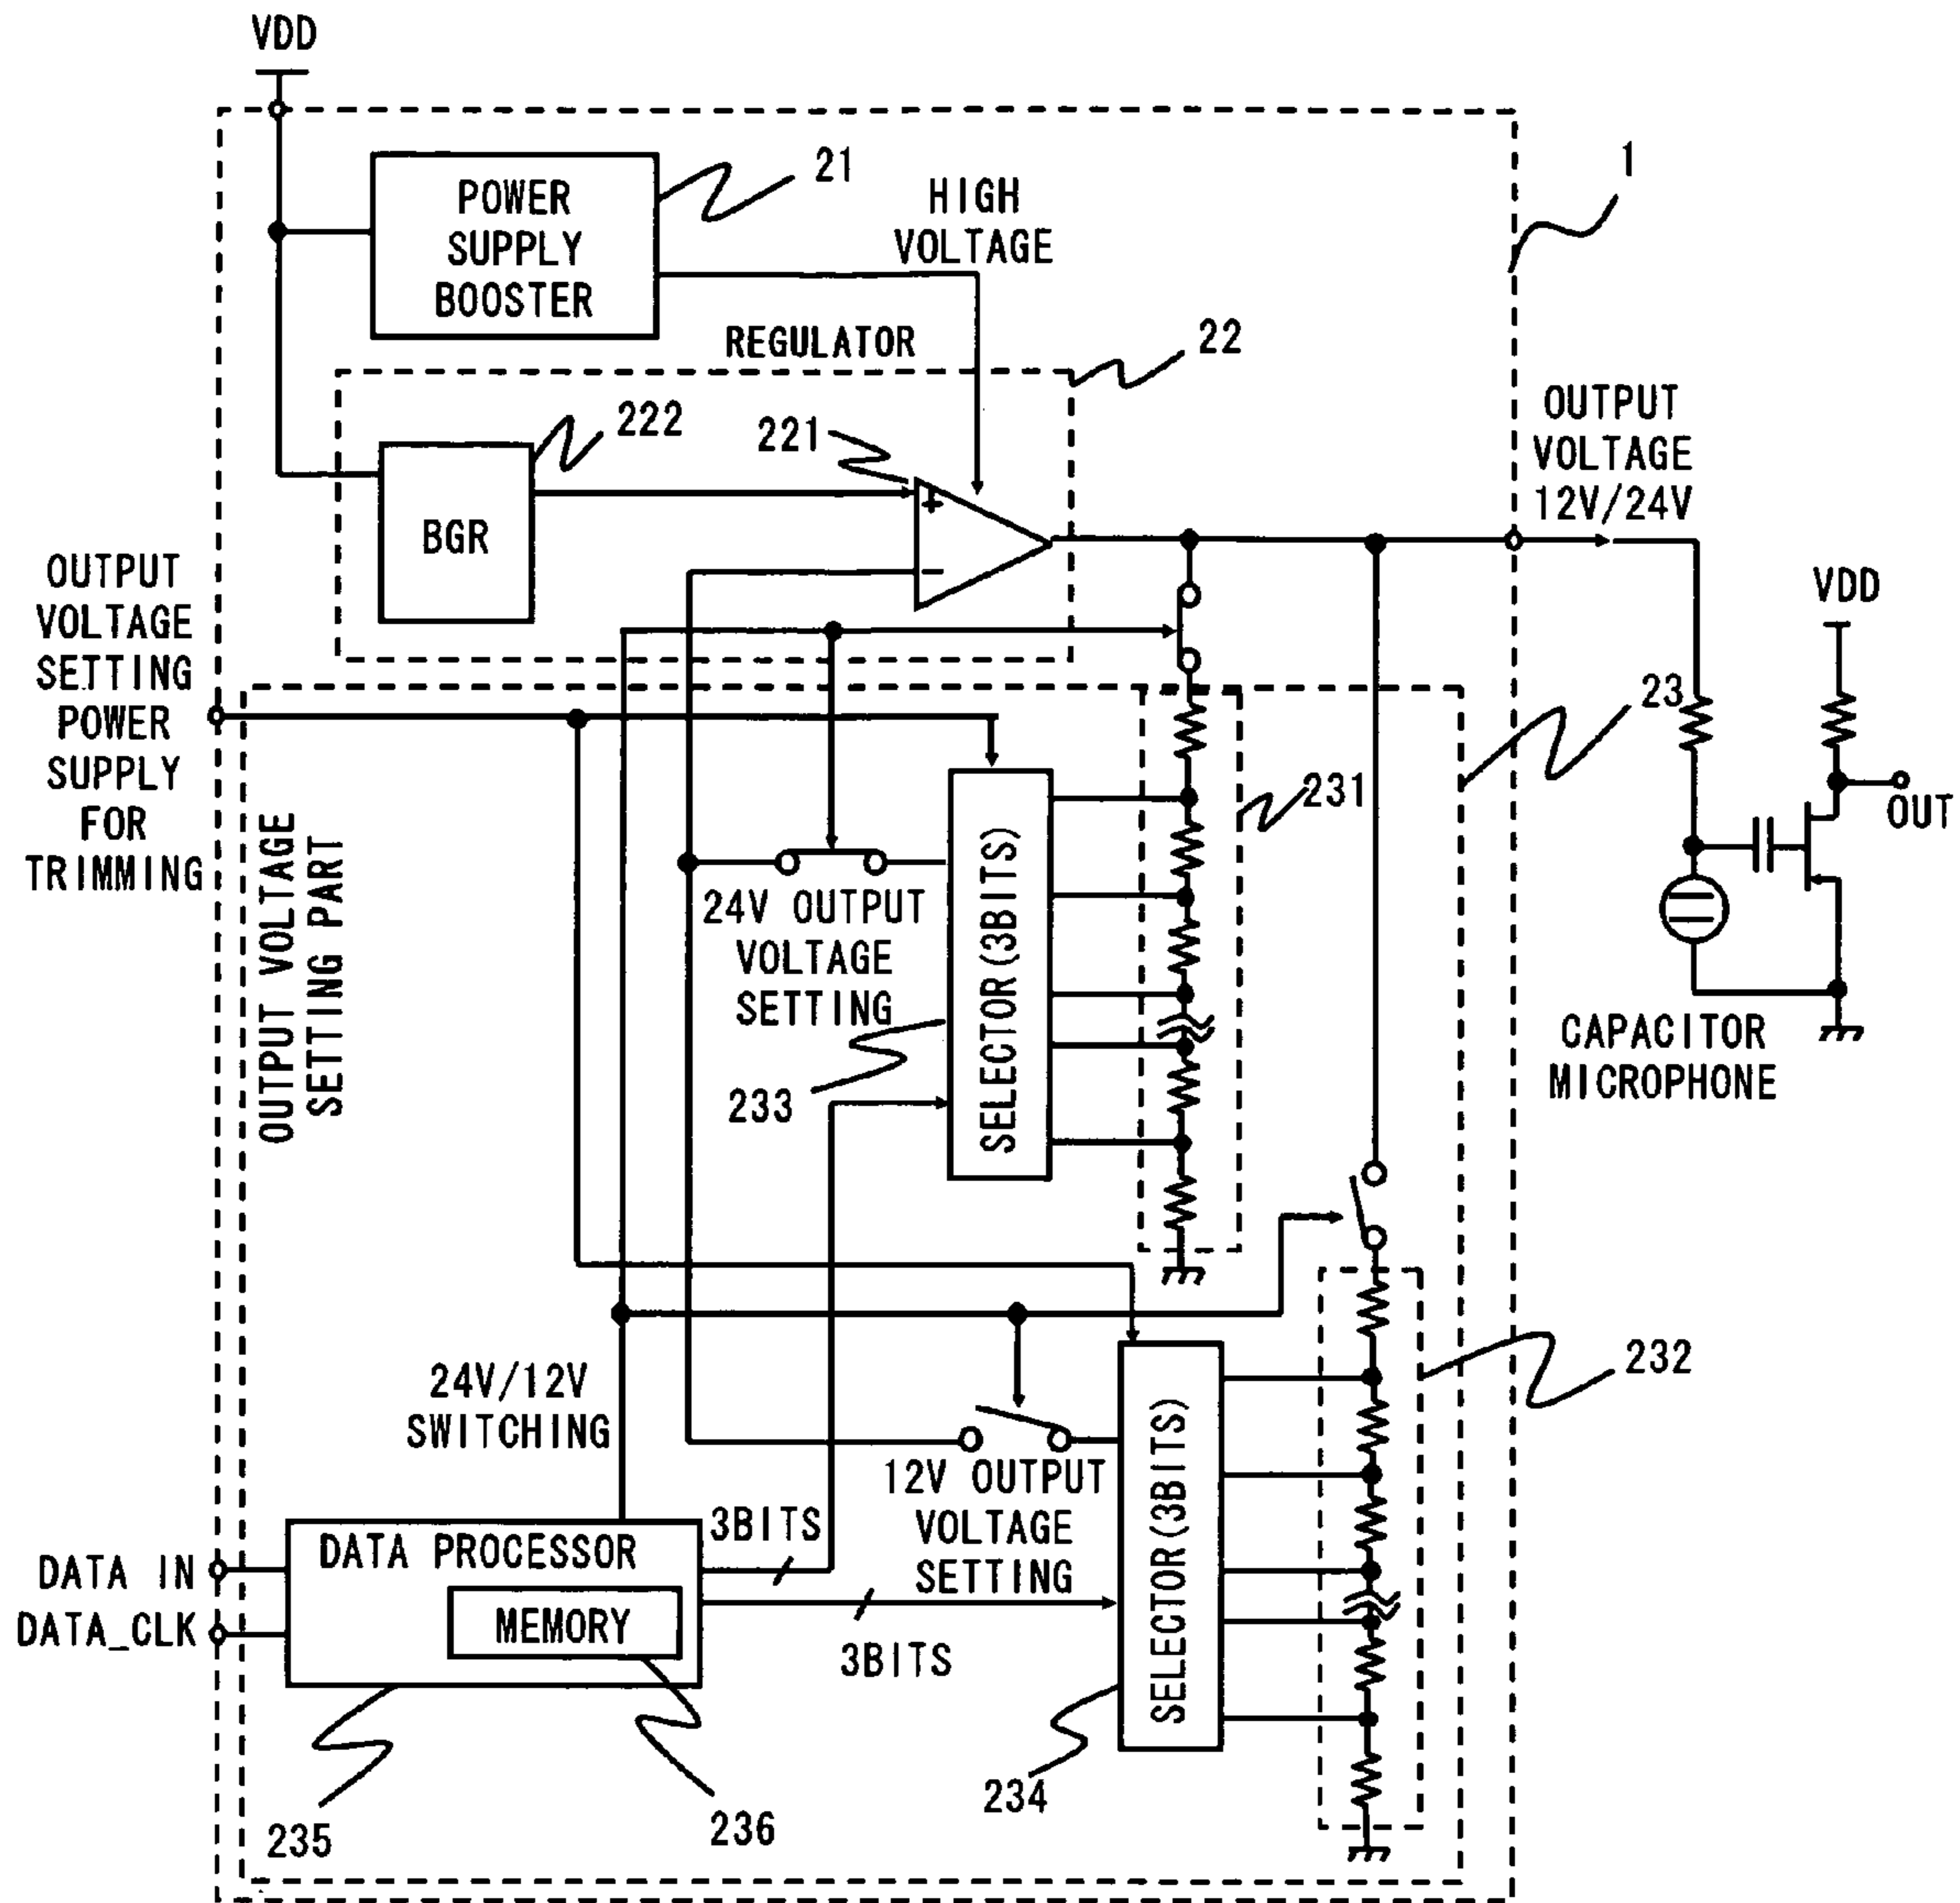 VDD
21
POWER
SUPPLY
BOOSTER
HIGH
VOLTAGE
1
REGULATOR
22
222
221
OUTPUT
VOLTAGE
12V/24V
BGR
+
−
OUTPUT
VOLTAGE
SETTING
POWER
SUPPLY
FOR
TRIMMING
VDD
23
231
OUT
OUTPUT VOLTAGE
SETTING PART
24V OUTPUT
VOLTAGE
SETTING
SELECTOR(3BITS)
233
CAPACITOR
MICROPHONE
24V/12V
SWITCHING
232
12V OUTPUT
VOLTAGE
SETTING
SELECTOR(3BITS)
3BITS
DATA IN
DATA_CLK
DATA PROCESSOR
MEMORY
3BITS
234
235
236